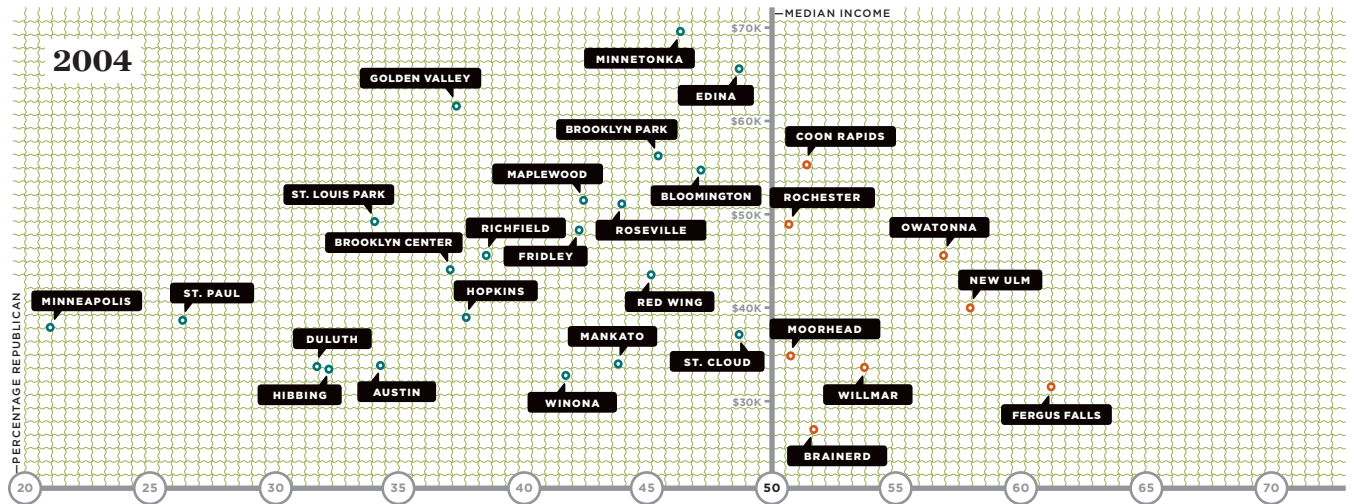 —MEDIAN INCOME
$70K
2004
MINNETONKA
GOLDEN VALLEY
EDINA
$60K
BROOKLYN PARK
COON RAPIDS
MAPLEWOOD
ST. LOUIS PARK
BLOOMINGTON
ROCHESTER
$50K
RICHFIELD
ROSEVILLE
OWATONNA
BROOKLYN CENTER
FRIDLEY
NEW ULM
HOPKINS
ST. PAUL
MINNEAPOLIS
RED WING
$40K
MOORHEAD
MANKATO
DULUTH
ST. CLOUD
HIBBING
AUSTIN
WILLMAR
WINONA
$30K
FERGUS FALLS
BRAINERD
—PERCENTAGE REPUBLICAN
20 25 30 35 40 45 50 55 60 65 70